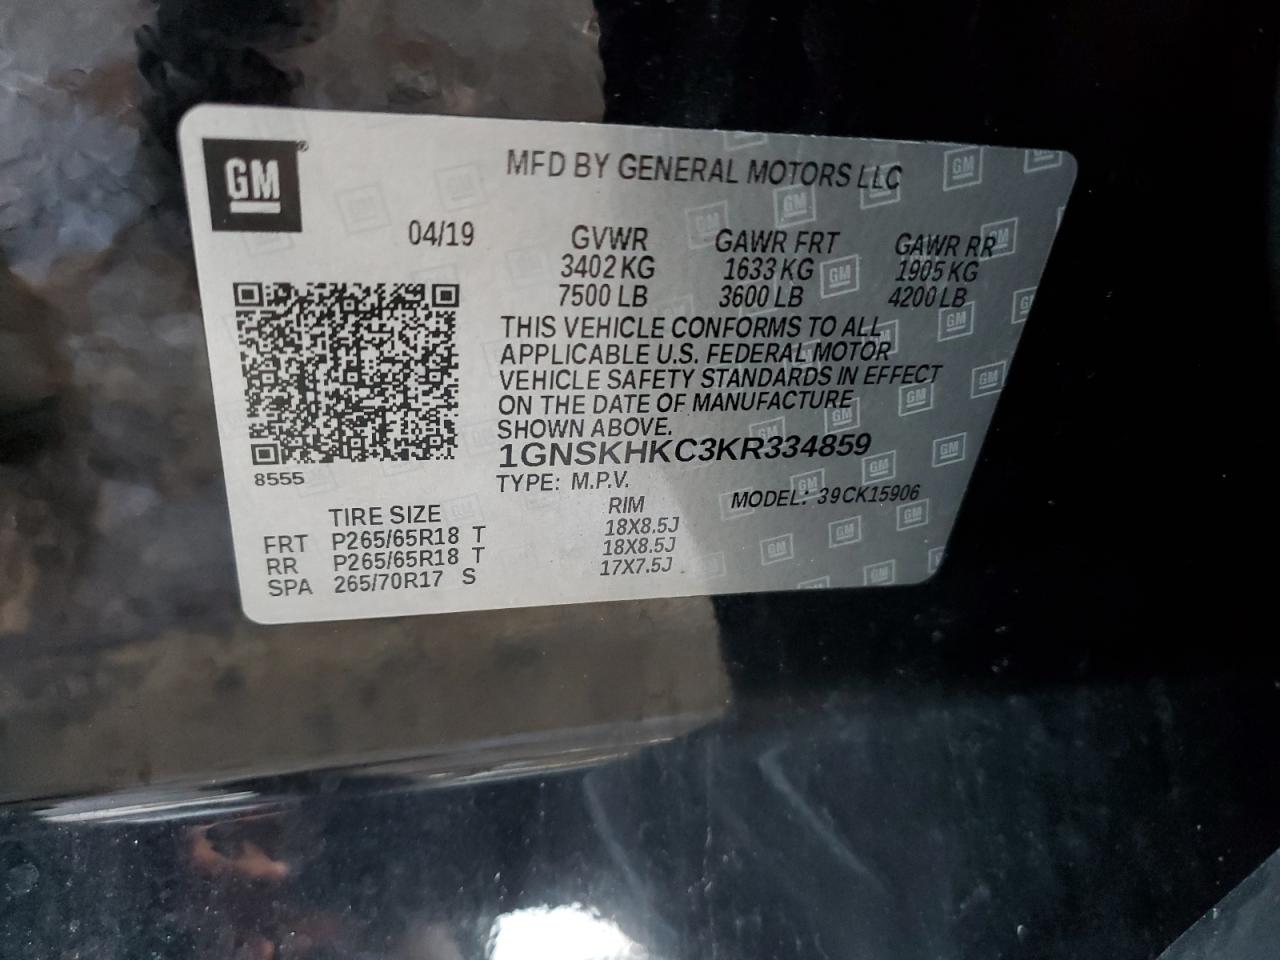 GM
MFD BY GENERAL MOTORS LLC
04/19
GVWR GAWR FRT GAWR RR
3402 KG 1633 KG 1905 KG
7500 LB 3600 LB 4200 LB
THIS VEHICLE CONFORMS TO ALL
APPLICABLE U.S. FEDERAL MOTOR
VEHICLE SAFETY STANDARDS IN EFFECT
ON THE DATE OF MANUFACTURE
SHOWN ABOVE.
1GNSKHKC3KR334859
8555
TYPE: M.P.V. MODEL: 39CK15906
TIRE SIZE RIM
FRT P265/65R18 T 18X8.5J
RR P265/65R18 T 18X8.5J
SPA 265/70R17 S 17X7.5J